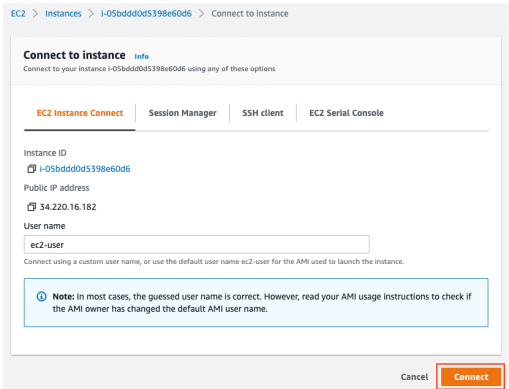 EC2 > Instances > i-05bddd0d5398e60d6 > Connect to instance
Connect to instance Info
Connect to your instance i-05bddd0d5398e60d6 using any of these options
EC2 Instance Connect Session Manager SSH client EC2 Serial Console
Instance ID
i-05bddd0d5398e60d6
Public IP address
34.220.16.182
User name
ec2-user
Connect using a custom user name, or use the default user name ec2-user for the AMI used to launch the instance.
Note: In most cases, the guessed user name is correct. However, read your AMI usage instructions to check if
the AMI owner has changed the default AMI user name.
Cancel Connect